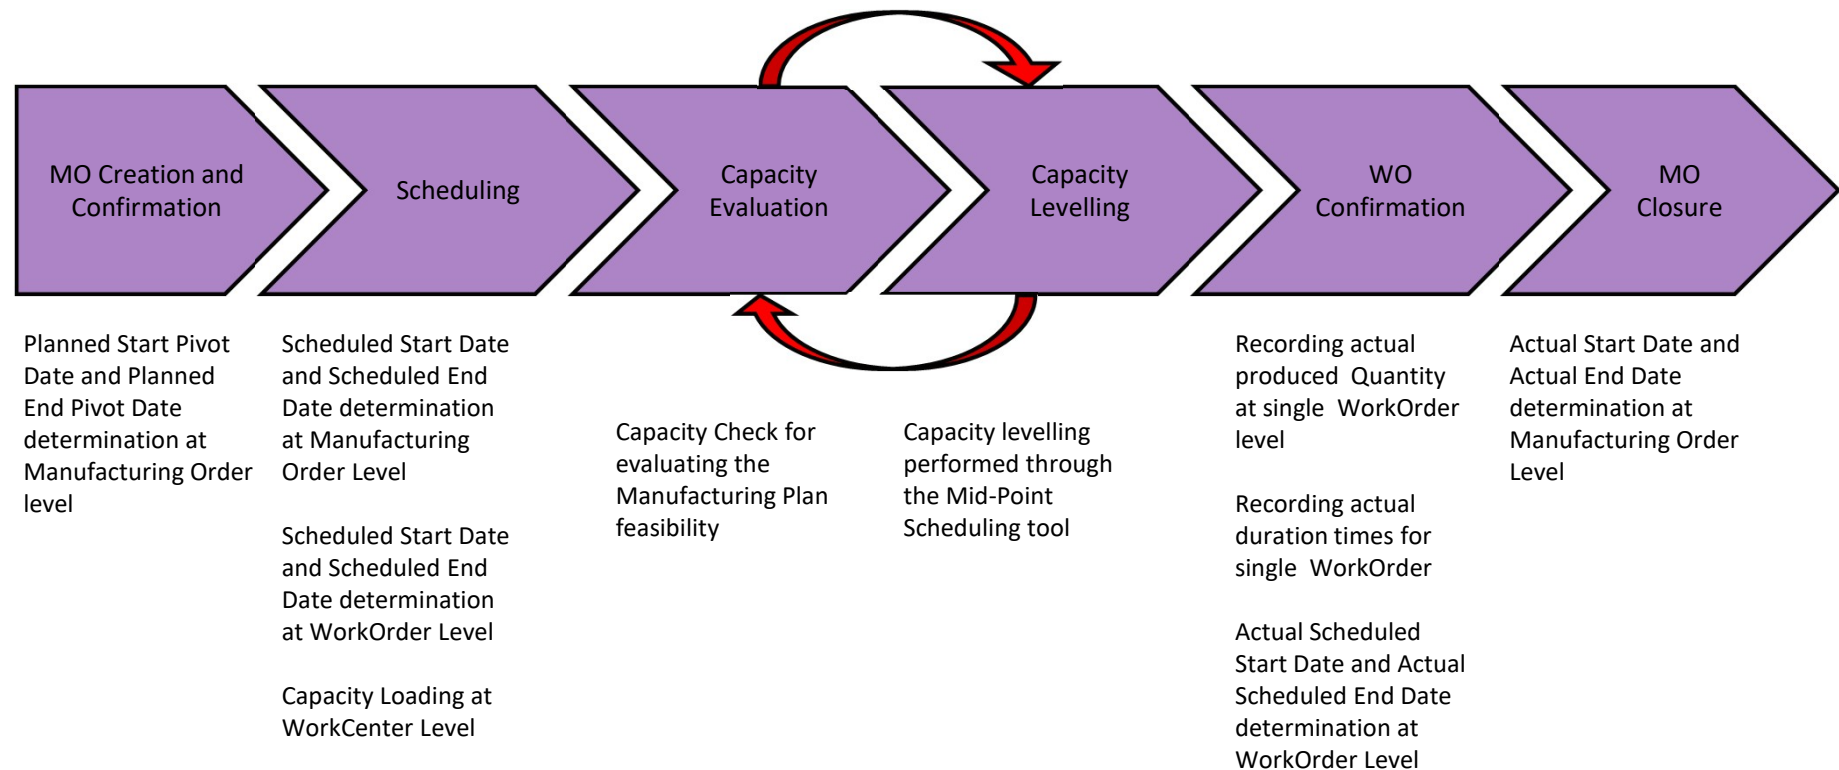 MO Creation and
Confirmation
Scheduling
Capacity
Evaluation
Capacity
Levelling
WO
Confirmation
MO
Closure
Planned Start Pivot
Date and Planned
End Pivot Date
determination at
Manufacturing Order
level
Scheduled Start Date
and Scheduled End
Date determination
at Manufacturing
Order Level
Scheduled Start Date
and Scheduled End
Date determination
at WorkOrder Level
Capacity Loading at
WorkCenter Level
Capacity Check for
evaluating the
Manufacturing Plan
feasibility
Capacity levelling
performed through
the Mid-Point
Scheduling tool
Recording actual
produced  Quantity
at single  WorkOrder
level
Recording actual
duration times for
single  WorkOrder
Actual Scheduled
Start Date and Actual
Scheduled End Date
determination at
WorkOrder Level
Actual Start Date and
Actual End Date
determination at
Manufacturing Order
Level